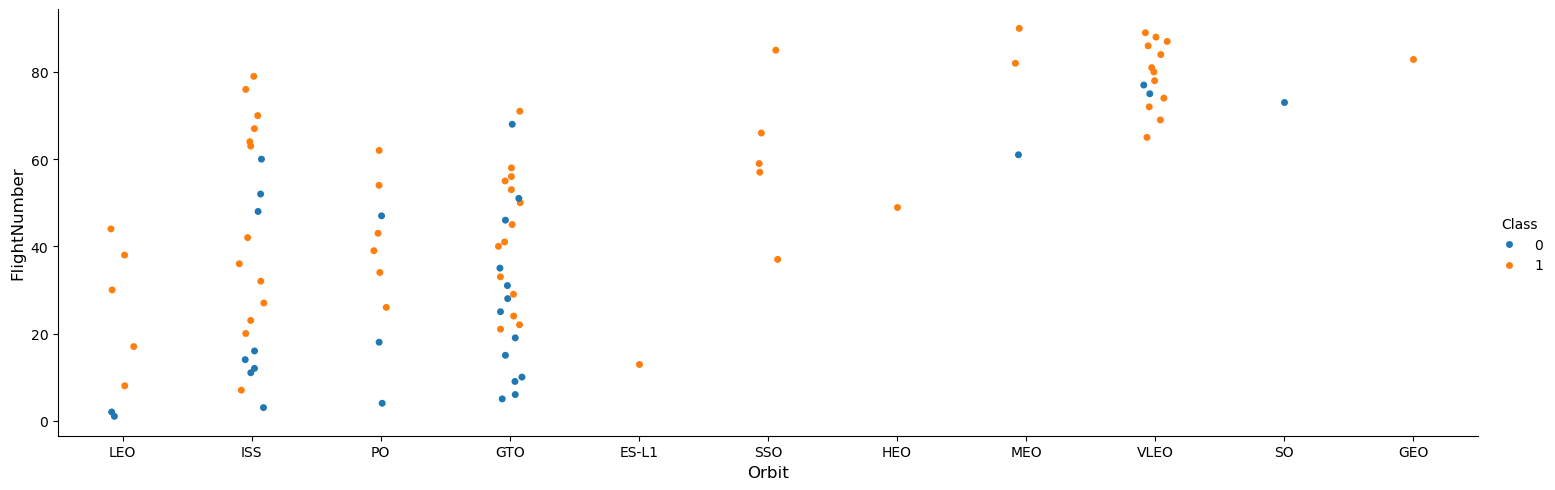 80
60
40
20
0
FlightNumber
LEO ISS PO GTO ES-L1 SSO HEO MEO VLEO SO GEO
Orbit
Class
0
1